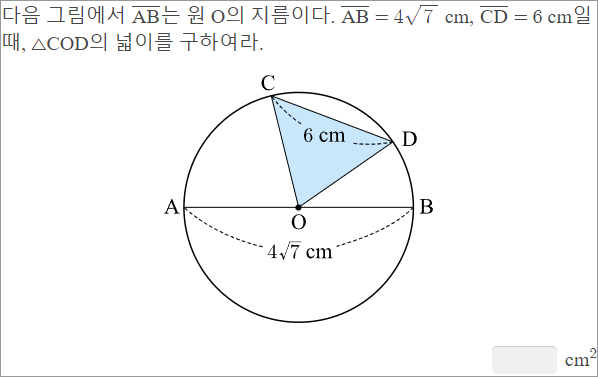 다음 그림에서 AB는 원 O의 지름이다. AB = 4√7 cm, CD = 6 cm일
때, △COD의 넓이를 구하여라.
C
6 cm
D
A
B
O
4√7 cm
cm²